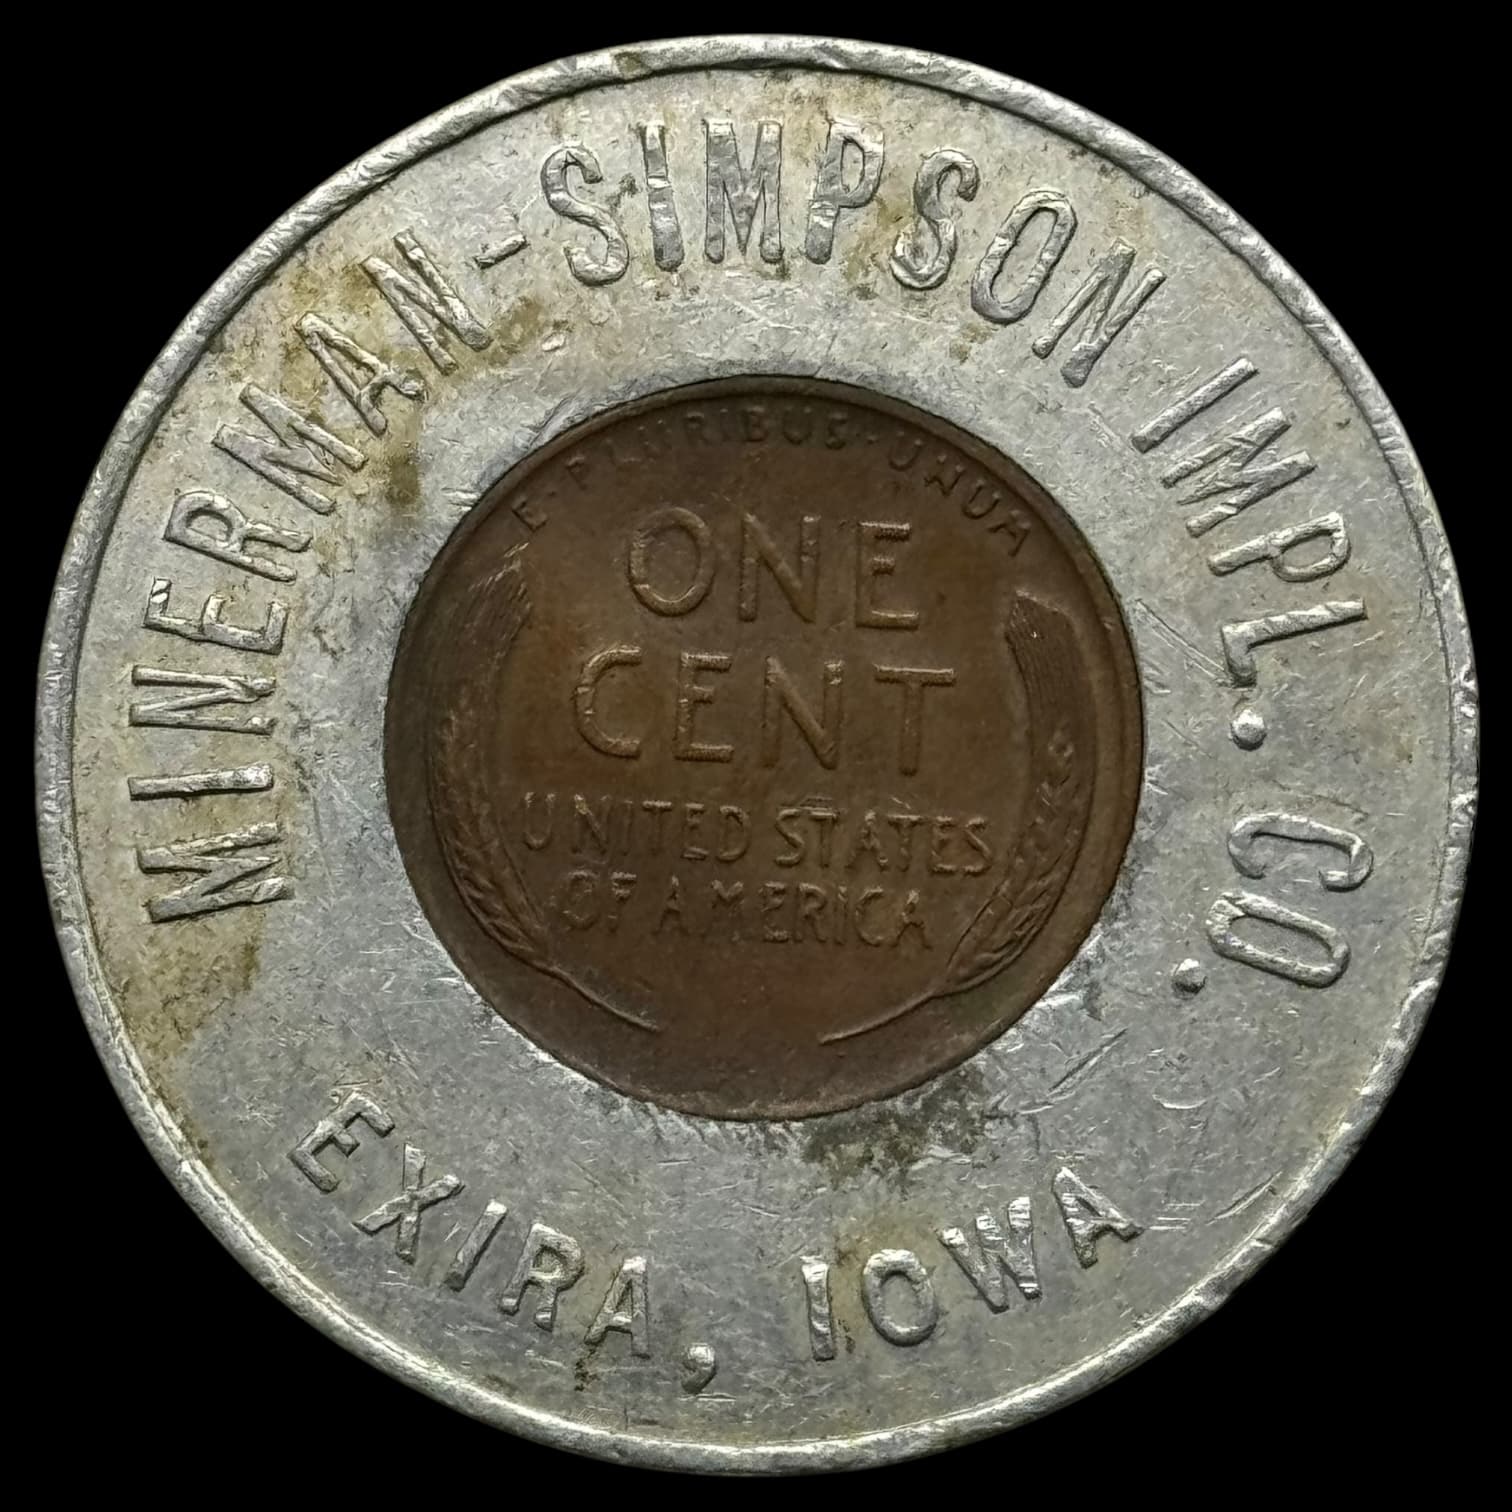 MINERMAN-SIMPSON IMPL. CO.
E·PLURIBUS·UNUM
ONE
CENT
UNITED STATES
OF AMERICA
EXIRA, IOWA